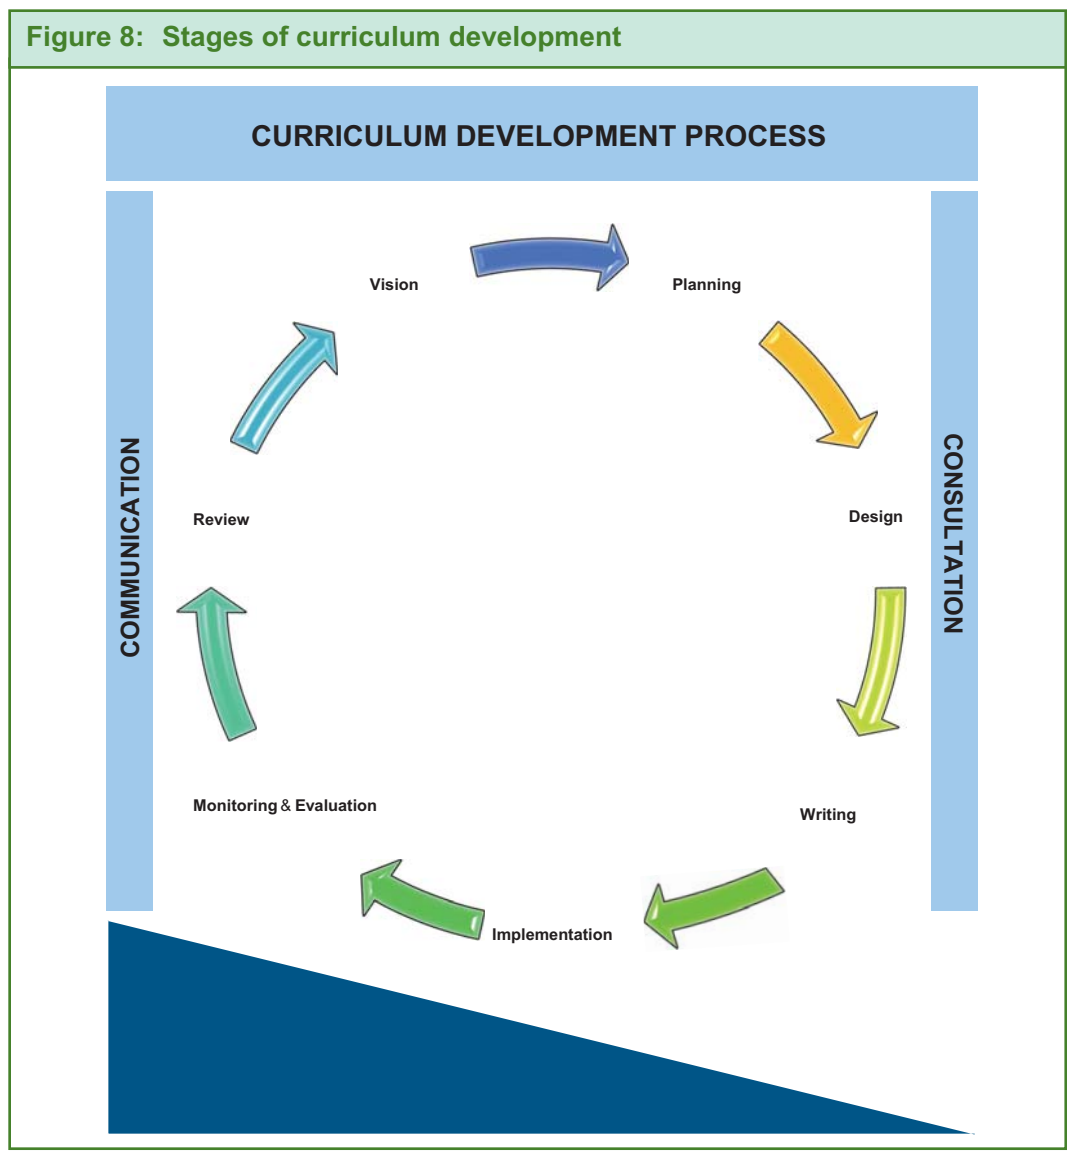 Figure 8: Stages of curriculum development
CURRICULUM DEVELOPMENT PROCESS
COMMUNICATION
CONSULTATION
Vision
Planning
Design
Writing
Implementation
Monitoring & Evaluation
Review